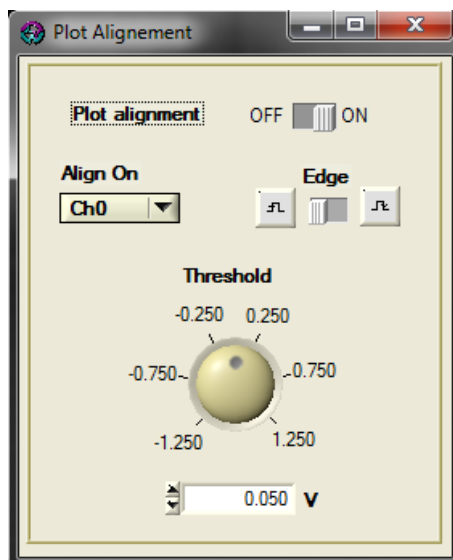 Plot Alignement
Plot alignment OFF ON
Align On Edge
Ch0
Threshold
-0.250 0.250
-0.750 0.750
-1.250 1.250
0.050 V